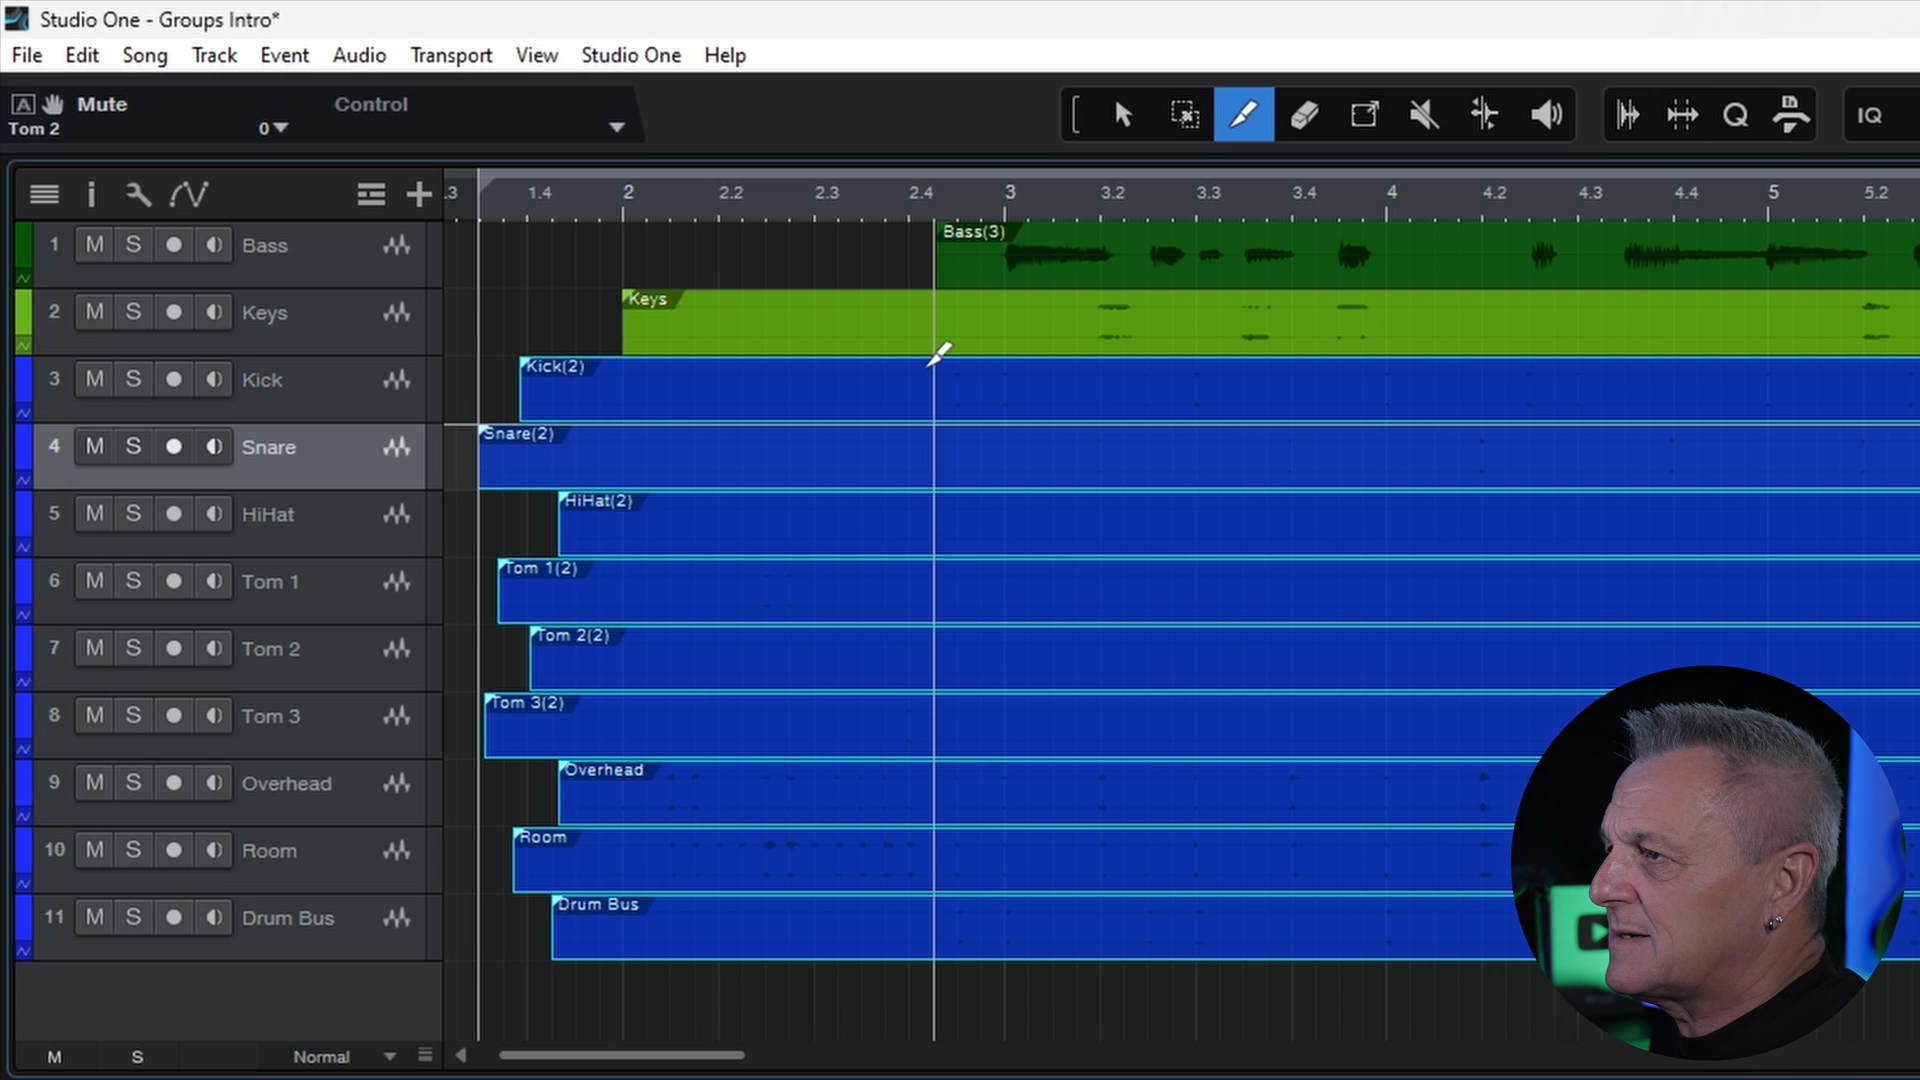 Studio One - Groups Intro*
File Edit Song Track Event Audio Transport View Studio One Help
A Mute Control
Tom 2 0
Q IQ
.3 1.4 2 2.2 2.3 2.4 3 3.2 3.3 3.4 4 4.2 4.3 4.4 5 5.2
1 M S Bass
Bass(3)
2 M S Keys
Keys
3 M S Kick
Kick(2)
4 M S Snare
Snare(2)
5 M S HiHat
HiHat(2)
6 M S Tom 1
Tom 1(2)
7 M S Tom 2
Tom 2(2)
8 M S Tom 3
Tom 3(2)
9 M S Overhead
Overhead
10 M S Room
Room
11 M S Drum Bus
Drum Bus
M S Normal